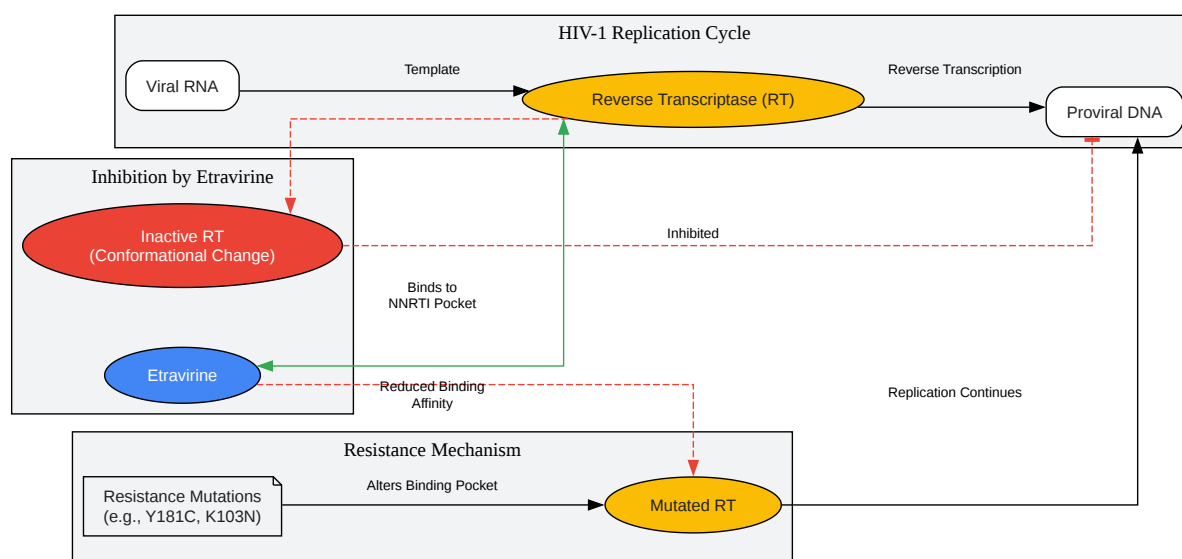 HIV-1 Replication Cycle
Viral RNA
Template
Reverse Transcriptase (RT)
Reverse Transcription
Proviral DNA
Inhibition by Etravirine
Inactive RT
(Conformational Change)
Inhibited
Binds to
NNRTI Pocket
Etravirine
Reduced Binding
Affinity
Replication Continues
Resistance Mechanism
Resistance Mutations
(e.g., Y181C, K103N)
Alters Binding Pocket
Mutated RT